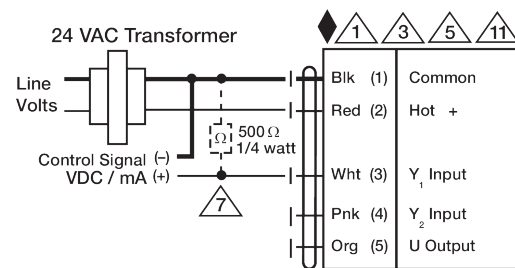 24 VAC Transformer
1 3 5 11
Line
Volts
Blk (1) Common
Red (2) Hot +
Ω 500 Ω
1/4 watt
Control Signal (–)
VDC / mA (+)
Wht (3) Y1 Input
7
Pnk (4) Y2 Input
Org (5) U Output